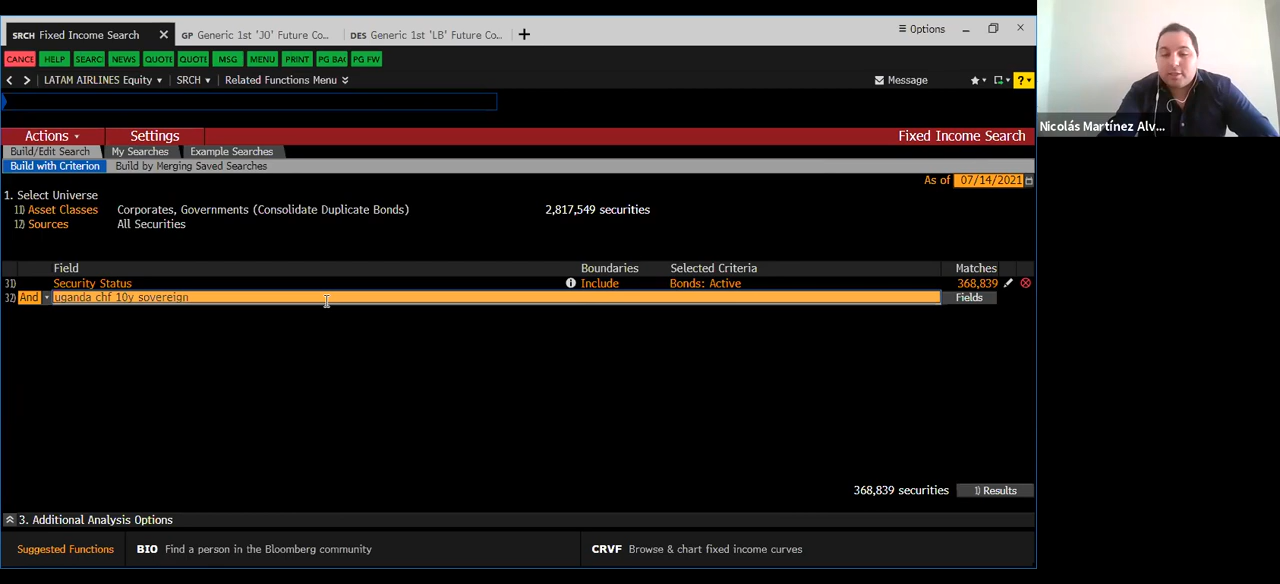 SRCH Fixed Income Search X GP Generic 1st 'JO' Future Co... DES Generic 1st 'LB' Future Co... + Options
CANCE HELP SEARC NEWS QUOTE QUOTE MSG MENU PRINT PG BAC PG FW
< > LATAM AIRLINES Equity SRCH Related Functions Menu Message ?
Actions Settings Fixed Income Search
Build/Edit Search My Searches Example Searches
Build with Criterion Build by Merging Saved Searches
As of 07/14/2021
1. Select Universe
11) Asset Classes Corporates, Governments (Consolidate Duplicate Bonds) 2,817,549 securities
12) Sources All Securities
Field Boundaries Selected Criteria Matches
31) Security Status Include Bonds: Active 368,839
32) And uganda chf 10y sovereign Fields
368,839 securities 1) Results
3. Additional Analysis Options
Suggested Functions BIO Find a person in the Bloomberg community CRVF Browse & chart fixed income curves
Nicolás Martínez Alv...